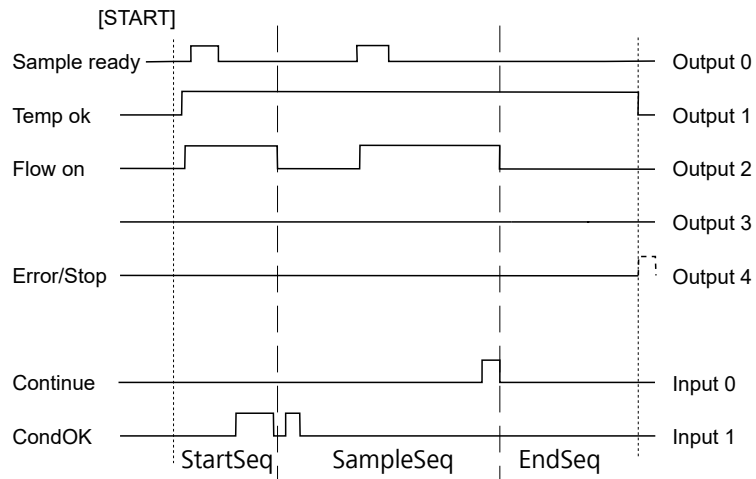 [START]
Sample ready Output 0
Temp ok Output 1
Flow on Output 2
Output 3
Error/Stop Output 4
Continue Input 0
CondOK Input 1
StartSeq SampleSeq EndSeq